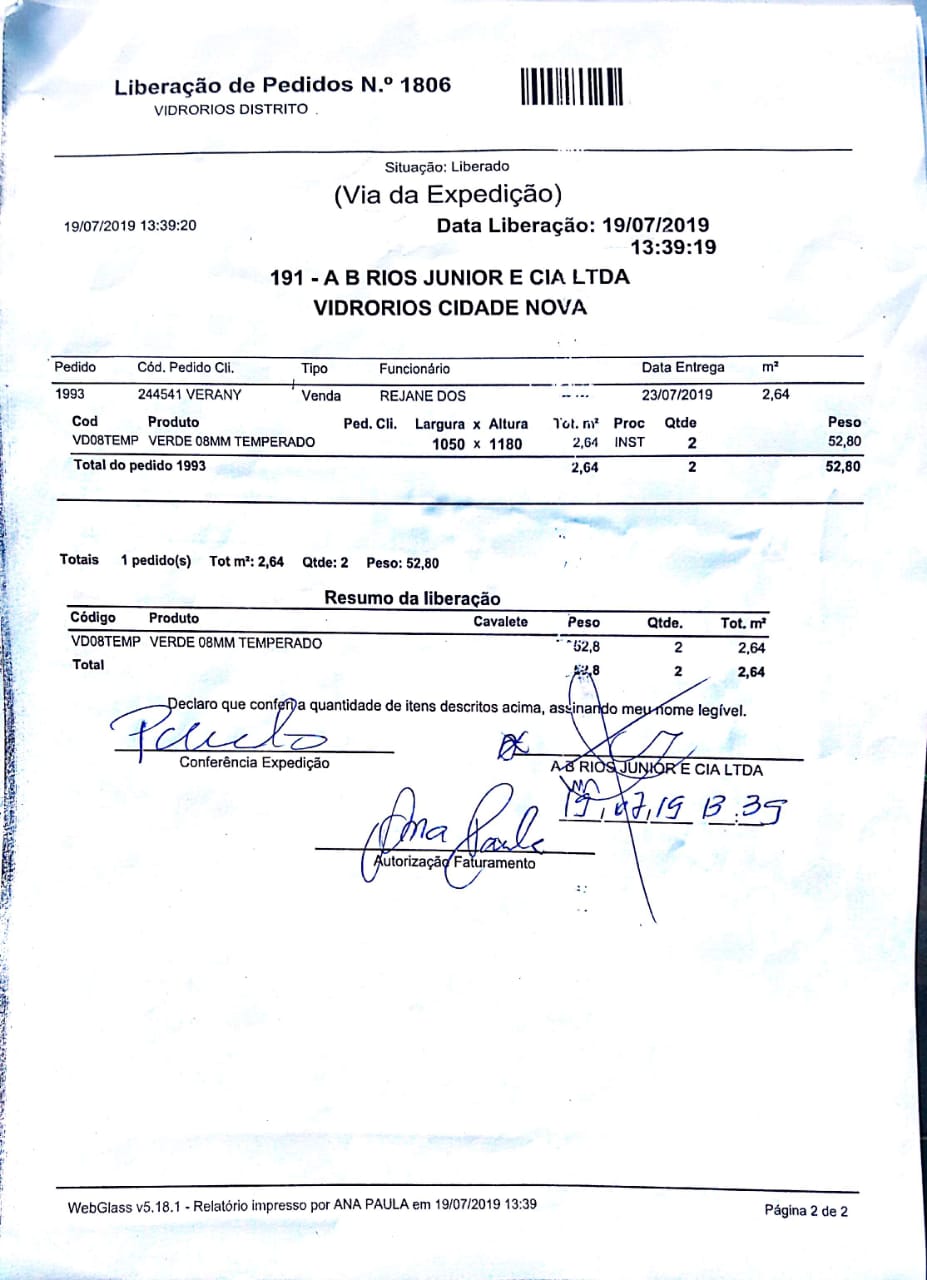 Liberação de Pedidos N.º 1806
VIDRORIOS DISTRITO
Situação: Liberado
(Via da Expedição)
19/07/2019 13:39:20
Data Liberação: 19/07/2019
13:39:19
191 - A B RIOS JUNIOR E CIA LTDA
VIDRORIOS CIDADE NOVA
Pedido Cód. Pedido Cli. Tipo Funcionário Data Entrega m²
1993 244541 VERANY Venda REJANE DOS 23/07/2019 2,64
Cod Produto Ped. Cli. Largura x Altura Tot. m² Proc Qtde Peso
VD08TEMP VERDE 08MM TEMPERADO 1050 x 1180 2,64 INST 2 52,80
Total do pedido 1993 2,64 2 52,80
Totais 1 pedido(s) Tot m²: 2,64 Qtde: 2 Peso: 52,80
Resumo da liberação
Código Produto Cavalete Peso Qtde. Tot. m²
VD08TEMP VERDE 08MM TEMPERADO 52,8 2 2,64
Total 52,8 2 2,64
Declaro que conferi a quantidade de itens descritos acima, assinando meu nome legível.
Conferência Expedição
A B RIOS JUNIOR E CIA LTDA
19,07,19 13:39
Ana Paula
Autorização Faturamento
WebGlass v5.18.1 - Relatório impresso por ANA PAULA em 19/07/2019 13:39
Página 2 de 2